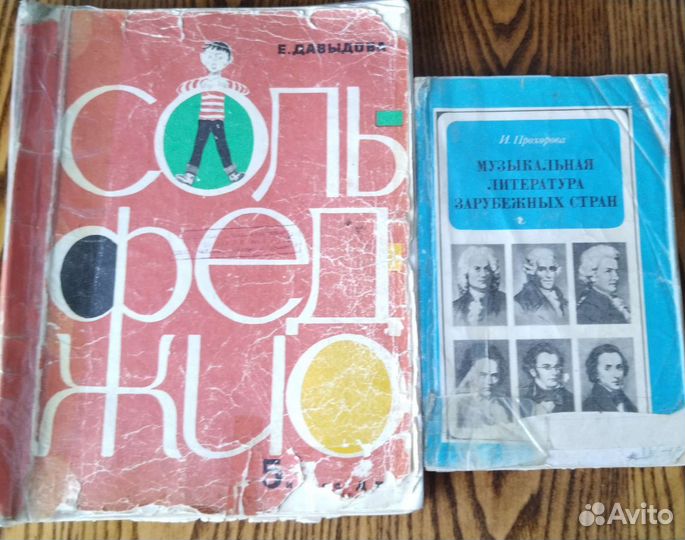 Е. ДАВЫДОВА
СОЛЬ
ФЕД
ЖИО
5
И. Прохорова
МУЗЫКАЛЬНАЯ
ЛИТЕРАТУРА
ЗАРУБЕЖНЫХ СТРАН
Avito